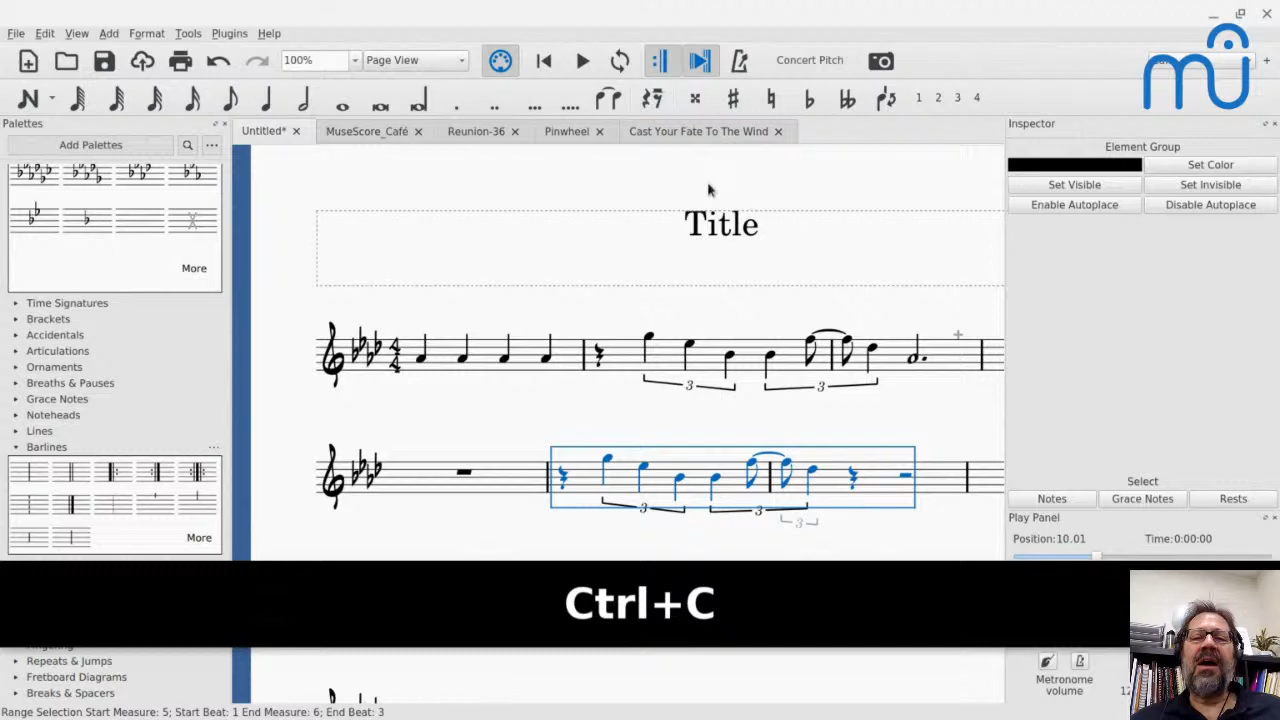 File Edit View Add Format Tools Plugins Help
100% Page View Concert Pitch
1 2 3 4
Palettes
Untitled* MuseScore_Café Reunion-36 Pinwheel Cast Your Fate To The Wind
Inspector
Add Palettes
Element Group
Set Color
Set Visible Set Invisible
Enable Autoplace Disable Autoplace
More
Title
Time Signatures
Brackets
Accidentals
Articulations
Ornaments
Breaths & Pauses
Grace Notes
Noteheads
Lines
Barlines
More
4
4
3 3
3 3
3
Select
Notes Grace Notes Rests
Play Panel
Position:10.01 Time:0:00:00
Ctrl+C
Repeats & Jumps
Fretboard Diagrams
Breaks & Spacers
Metronome
volume
Range Selection Start Measure: 5; Start Beat: 1 End Measure: 6; End Beat: 3